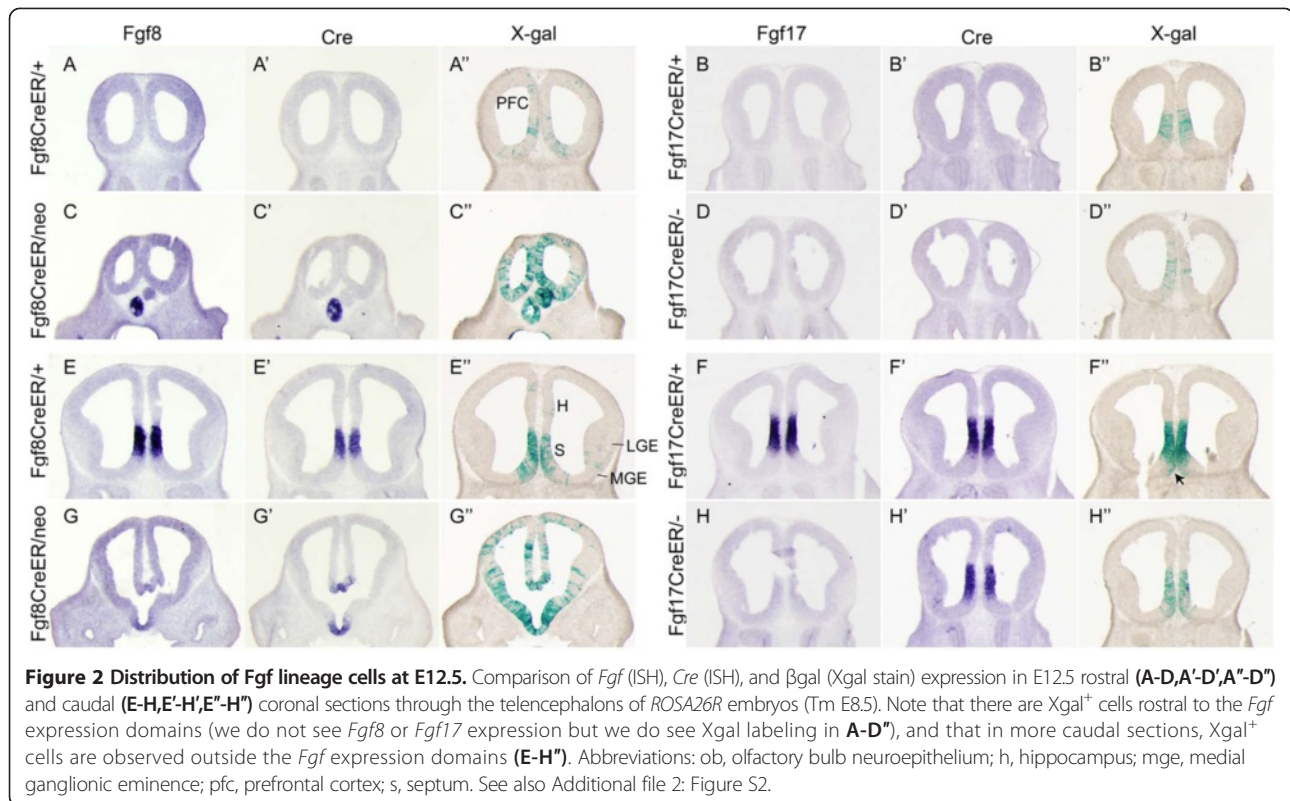 Fgf8 Cre X-gal Fgf17 Cre X-gal
Fgf8CreER/+ A A' A'' PFC Fgf17CreER/+ B B' B''
Fgf8CreER/neo C C' C'' Fgf17CreER/- D D' D''
Fgf8CreER/+ E E' E'' H S LGE MGE Fgf17CreER/+ F F' F''
Fgf8CreER/neo G G' G'' Fgf17CreER/- H H' H''
Figure 2 Distribution of Fgf lineage cells at E12.5. Comparison of Fgf (ISH), Cre (ISH), and βgal (Xgal stain) expression in E12.5 rostral (A-D,A′-D′,A″-D″)
and caudal (E-H,E′-H′,E″-H″) coronal sections through the telencephalons of ROSA26R embryos (Tm E8.5). Note that there are Xgal+ cells rostral to the Fgf
expression domains (we do not see Fgf8 or Fgf17 expression but we do see Xgal labeling in A-D″), and that in more caudal sections, Xgal+
cells are observed outside the Fgf expression domains (E-H″). Abbreviations: ob, olfactory bulb neuroepithelium; h, hippocampus; mge, medial
ganglionic eminence; pfc, prefrontal cortex; s, septum. See also Additional file 2: Figure S2.